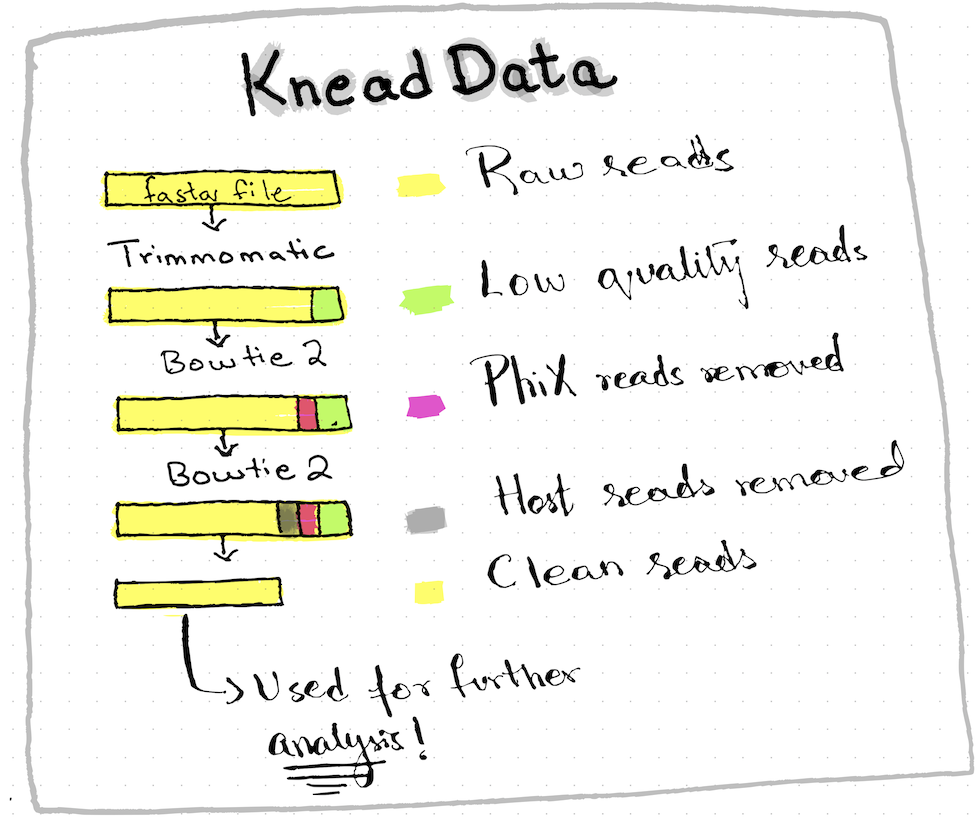 Knead Data
fastq file
Raw reads
Trimmomatic
Low quality reads
Bowtie 2
PhiX reads removed
Bowtie 2
Host reads removed
Clean reads
Used for further
analysis!